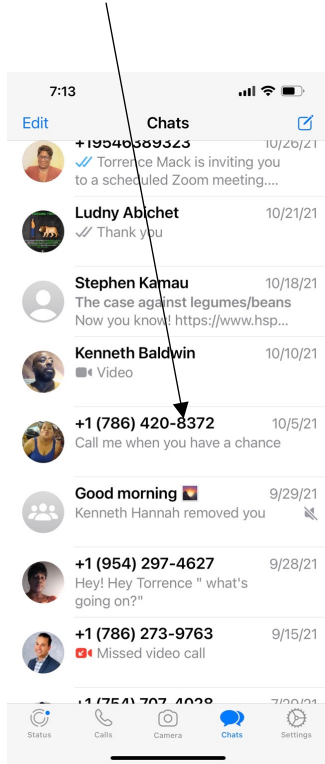 7:13
Edit
Chats
+19546389323
10/26/21
Torrence Mack is inviting you
to a scheduled Zoom meeting....
Ludny Abichet
10/21/21
Thank you
Stephen Kamau
10/18/21
The case against legumes/beans
Now you know! https://www.hsp...
Kenneth Baldwin
10/10/21
Video
+1 (786) 420-8372
10/5/21
Call me when you have a chance
Good morning
9/29/21
Kenneth Hannah removed you
+1 (954) 297-4627
9/28/21
Hey! Hey Torrence " what's
going on?"
+1 (786) 273-9763
9/15/21
Missed video call
+1 (754) 707-4028
Status
Calls
Camera
Chats
Settings